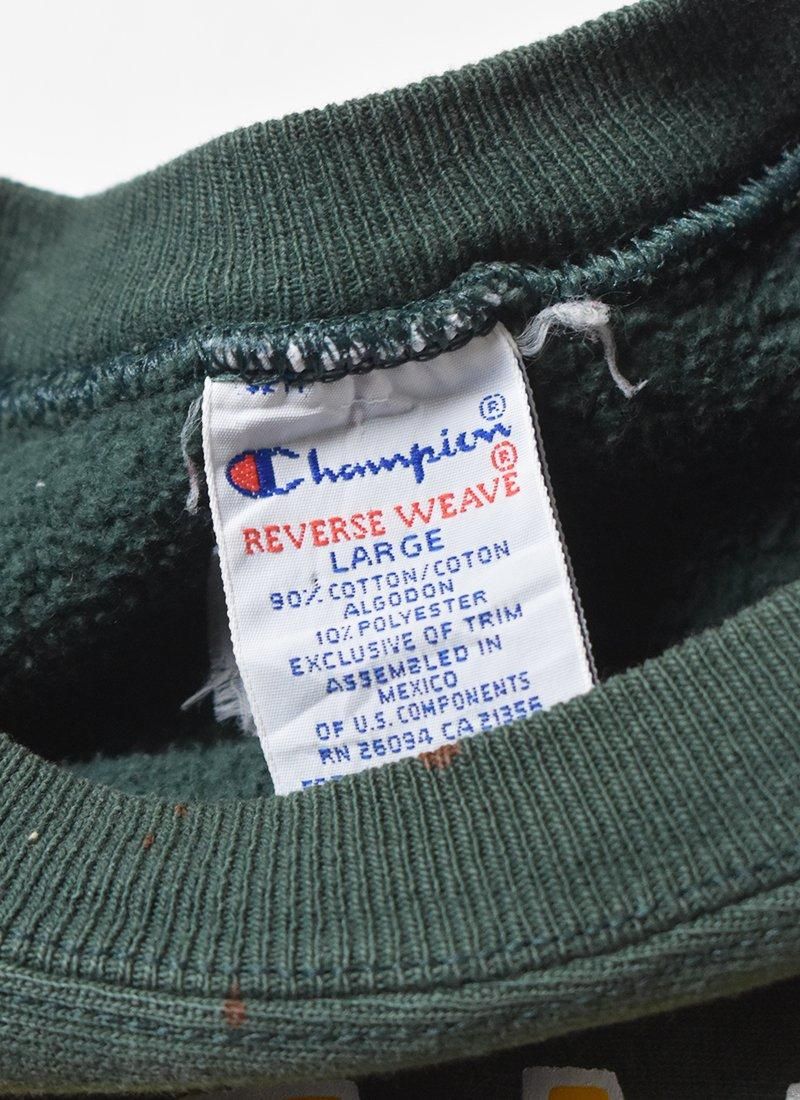 Champion®
REVERSE WEAVE®
LARGE
90% COTTON/COTON
ALGODON
10% POLYESTER
EXCLUSIVE OF TRIM
ASSEMBLED IN
MEXICO
OF U.S. COMPONENTS
RN 26094 CA 21356